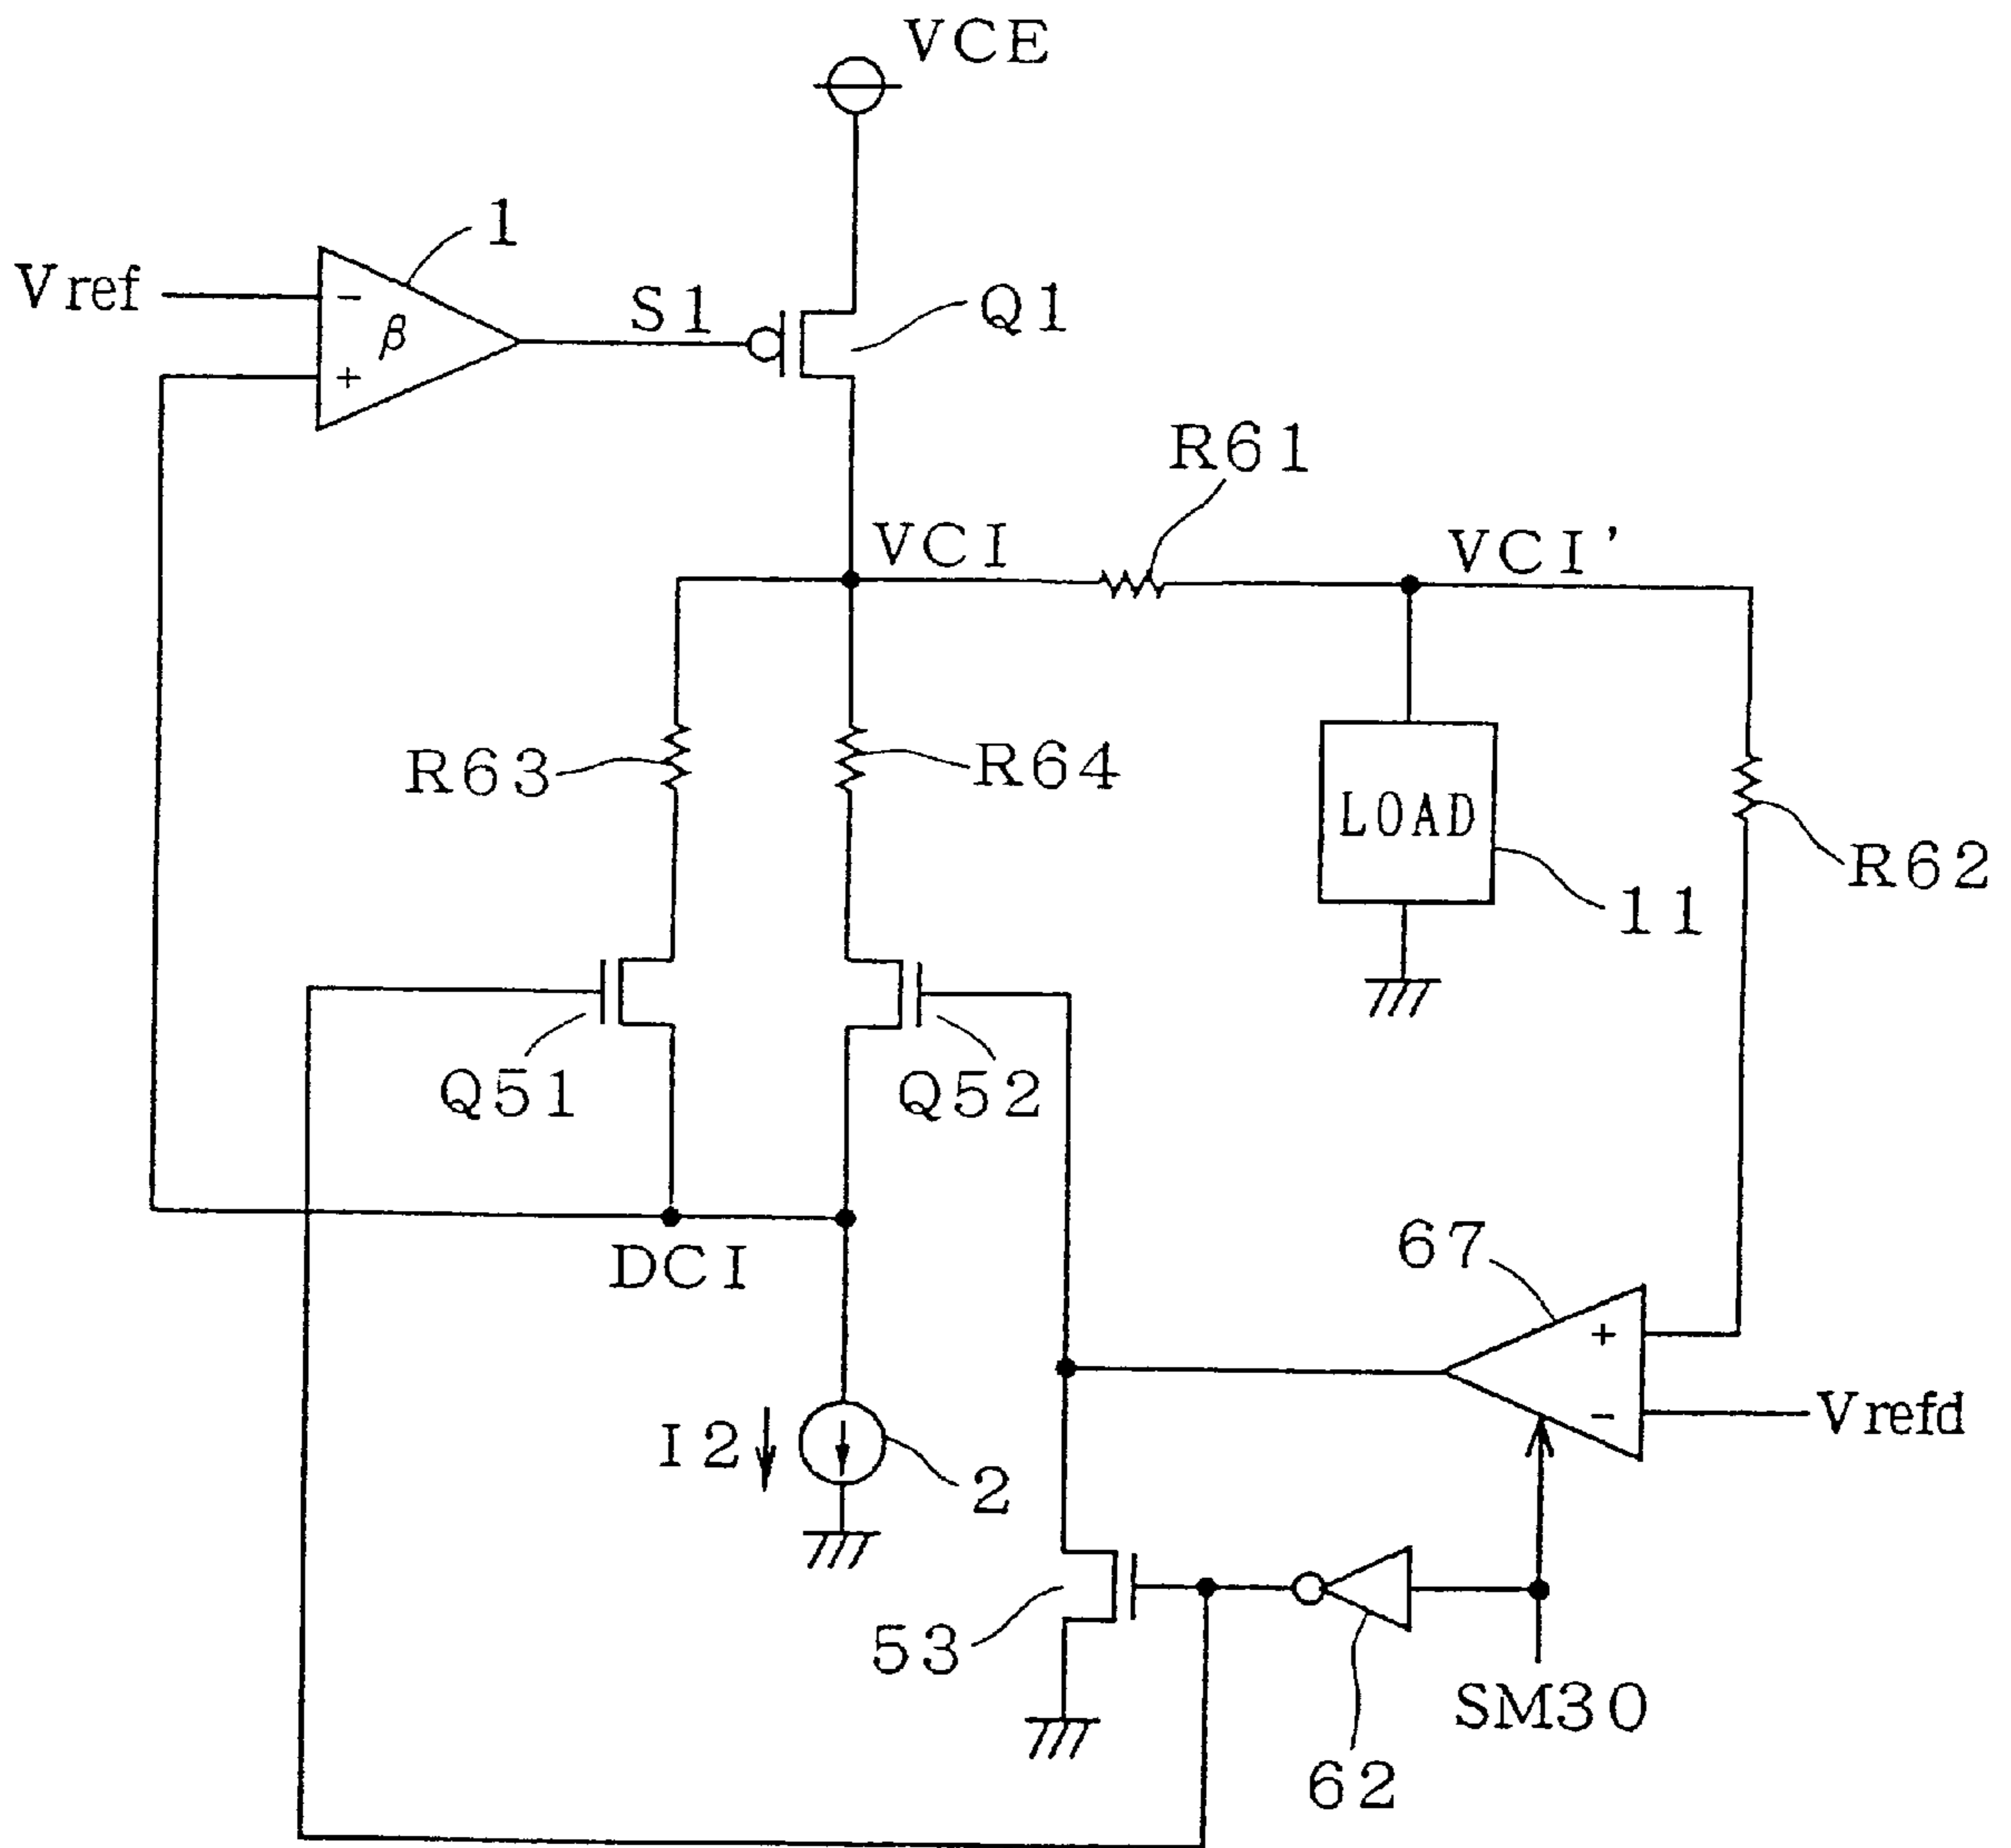 VCE
1
Vref
−
β
+
S1
Q1
R61
VCI
VCI'
R63
R64
LOAD
R62
11
Q51
Q52
DCI
67
+
−
Vrefd
I2
2
53
62
SM30